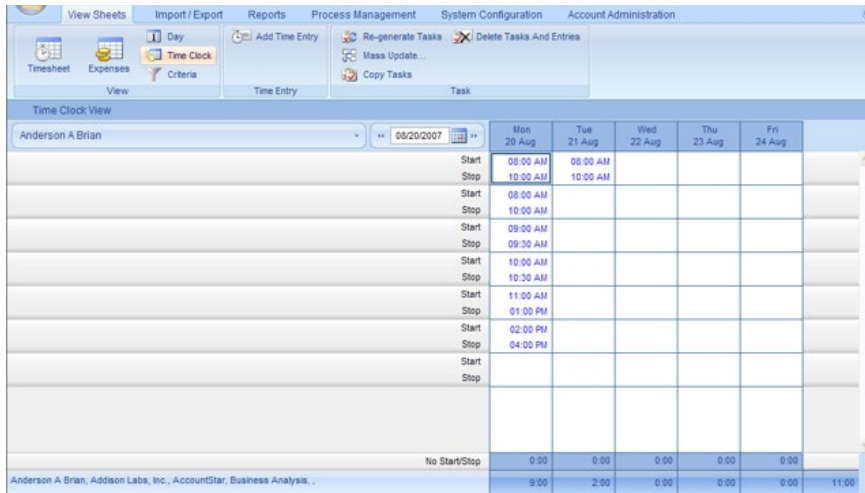 View Sheets Import / Export Reports Process Management System Configuration Account Administration
Timesheet Expenses Day Time Clock Criteria Add Time Entry Re-generate Tasks Delete Tasks And Entries
Mass Update...
Copy Tasks
View Time Entry Task
Time Clock View
Anderson A Brian 08/20/2007 Mon 20 Aug Tue 21 Aug Wed 22 Aug Thu 23 Aug Fri 24 Aug
Start 08:00 AM 08:00 AM
Stop 10:00 AM 10:00 AM
Start 08:00 AM
Stop 10:00 AM
Start 09:00 AM
Stop 09:30 AM
Start 10:00 AM
Stop 10:30 AM
Start 11:00 AM
Stop 01:00 PM
Start 02:00 PM
Stop 04:00 PM
Start
Stop
No Start/Stop 0:00 0:00 0:00 0:00 0:00
Anderson A Brian, Addison Labs, Inc., AccountStar, Business Analysis, , 9:00 2:00 0:00 0:00 0:00 11:00